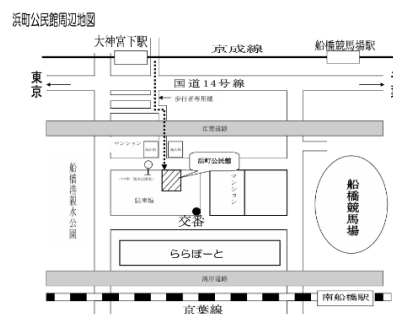 浜町公民館周辺地図
大神宮下駅
京成線
船橋競馬場駅
東京
国道14号線
歩行者専用橋
京葉道路
マンション
浜町公民館
船橋港親水公園
駐車場
マンション
船橋競馬場
交番
ららぽーと
湾岸道路
南船橋駅
京葉線